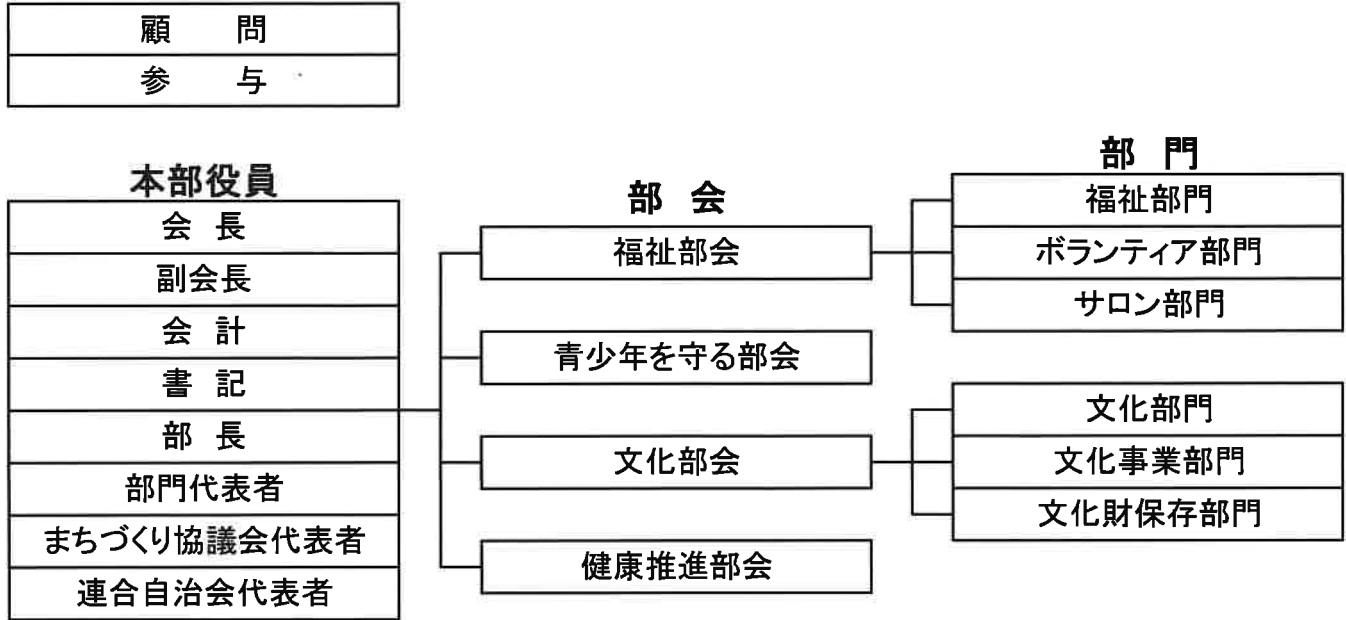 顧　問
参　与
本部役員
会 長
副会長
会 計
書 記
部 長
部門代表者
まちづくり協議会代表者
連合自治会代表者
部 会
福祉部会
青少年を守る部会
文化部会
健康推進部会
部 門
福祉部門
ボランティア部門
サロン部門
文化部門
文化事業部門
文化財保存部門